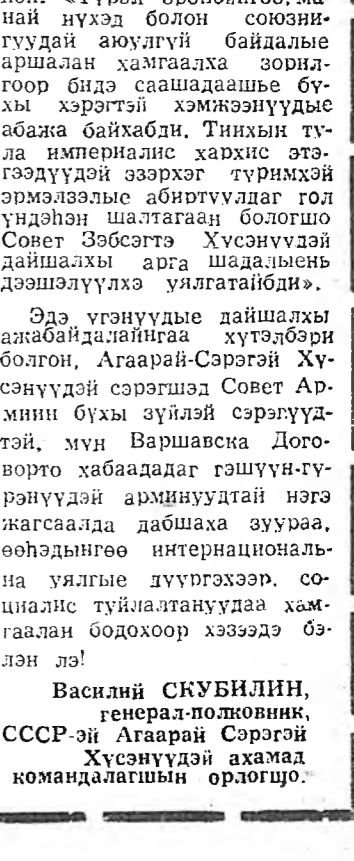 най нүхэд болон союзни-
гуудай аюулгүй байдалые
аршалан хамгаалха зорил-
гоор бидэ саашадаашье бү-
хы хэрэгтэй хэмжээнүүдые
абажа байхабди. Тиихын ту-
ла империалис хархис этэ-
гээдүүдэй эзэрхэг түримхэй
эрмэлзэлые абиртуулдаг гол
үндэһэн шалтагаан бологшо
Совет Зэбсэгтэ Хүсэнүүдэй
дайшалхы арга шадалыень
дээшэлүүлхэ уялгатайбди».
Эдэ үгэнүүдые дайшалхы
ажабайдалайнгаа хүтэлбэри
болгон, Агаарай-Сэрэгэй Хү-
сэнүүдэй сэрэгшэд Совет Ар-
миин бүхы зүйлэй сэрэгүүд-
тэй, мүн Варшавска Дого-
ворто хабаададаг гэшүүн-гү-
рэнүүдэй арминуудтай нэгэ
жагсаалда дабшаха зуураа,
өөһэдынгөө интернациональ-
на уялгые дүүргэхээр, со-
циалис туйлалтануудаа хам-
гаалан бодохоор хэзээдэ бэ-
лэн лэ!
Василий СКУБИЛИН,
генерал-полковник,
СССР-эй Агаарай Сэрэгэй
Хүсэнүүдэй ахамад
командалагшын орлогшо.